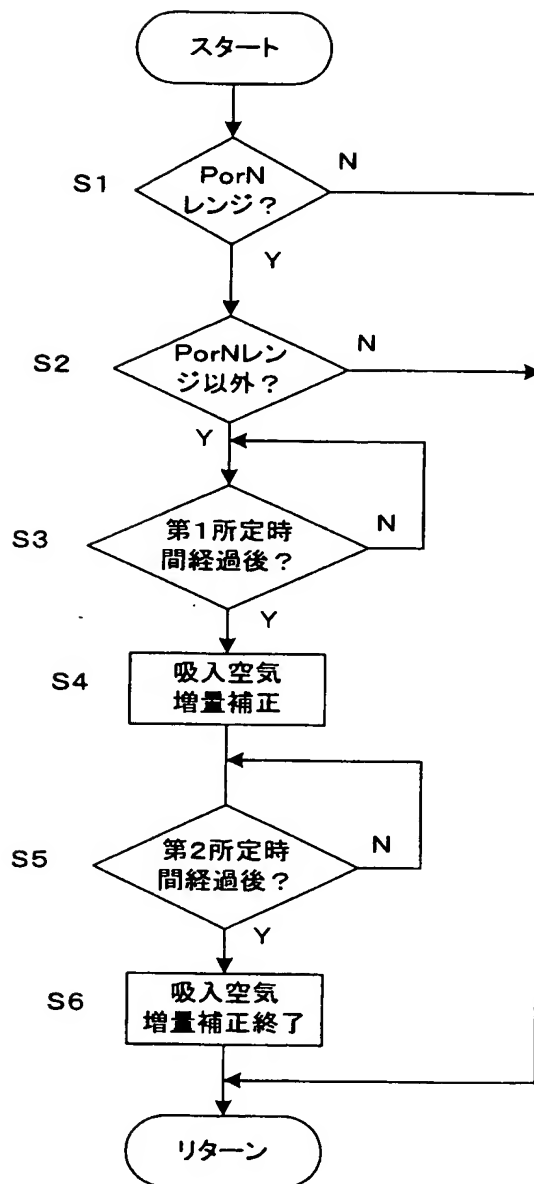 スタート
S1
PorN
レンジ?
N
Y
S2
PorNレン
ジ以外?
N
Y
S3
第1所定時
間経過後?
N
Y
S4
吸入空気
増量補正
S5
第2所定時
間経過後?
N
Y
S6
吸入空気
増量補正終了
リターン